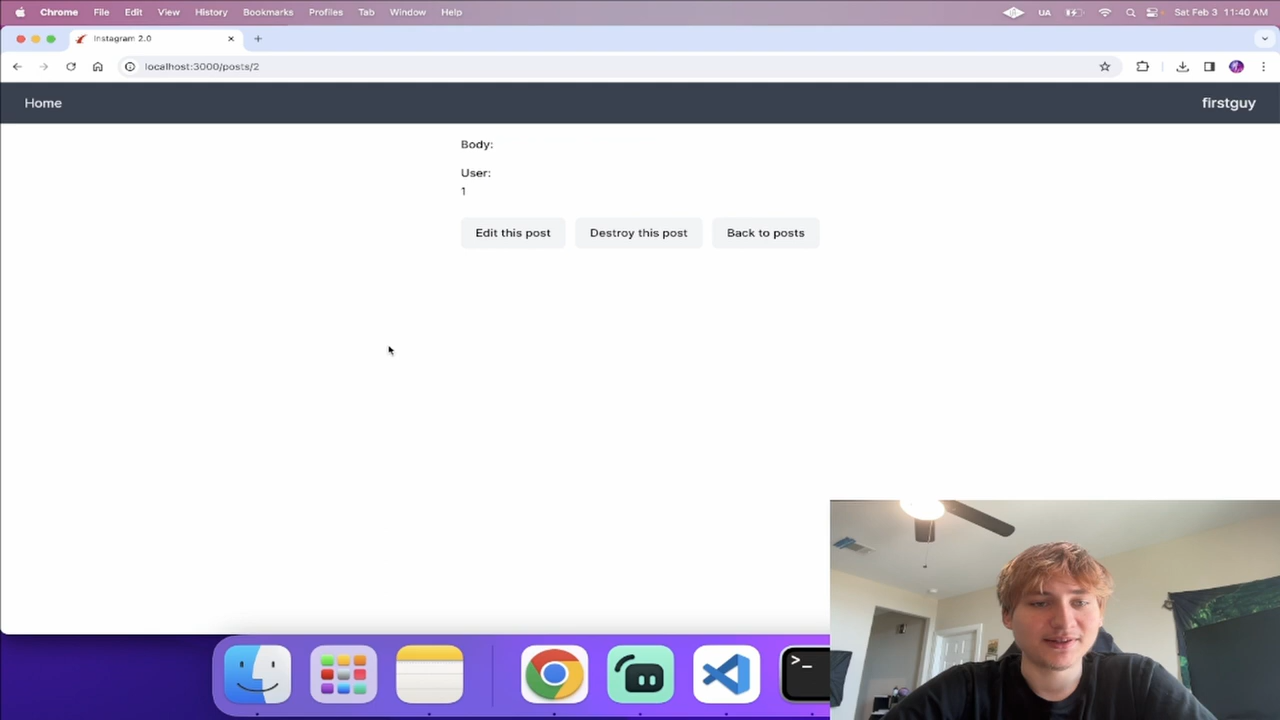 Chrome File Edit View History Bookmarks Profiles Tab Window Help UA Sat Feb 3 11:40 AM
Instagram 2.0
localhost:3000/posts/2
Home firstguy
Body:
User:
1
Edit this post Destroy this post Back to posts
>_